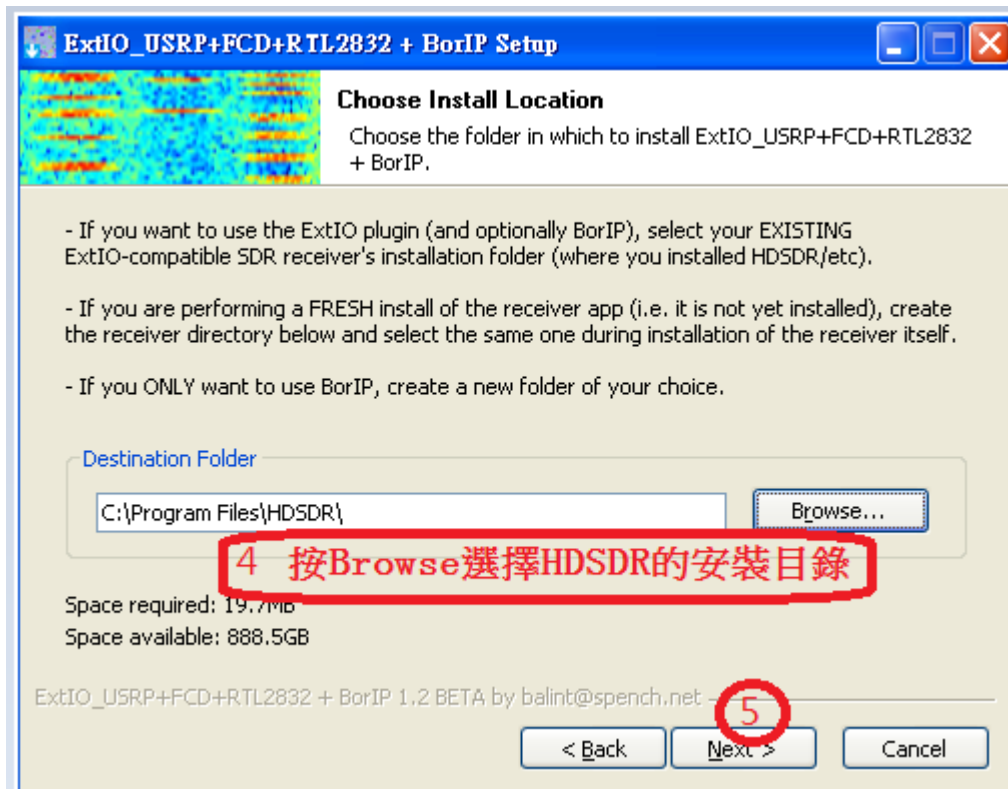 ExtIO_USRP+FCD+RTL2832 + BorIP Setup
Choose Install Location
Choose the folder in which to install ExtIO_USRP+FCD+RTL2832
+ BorIP.
- If you want to use the ExtIO plugin (and optionally BorIP), select your EXISTING
ExtIO-compatible SDR receiver's installation folder (where you installed HDSDR/etc).
- If you are performing a FRESH install of the receiver app (i.e. it is not yet installed), create
the receiver directory below and select the same one during installation of the receiver itself.
- If you ONLY want to use BorIP, create a new folder of your choice.
Destination Folder
C:\Program Files\HDSDR\
Browse...
4 按Browse選擇HDSDR的安裝目錄
Space required: 19.7MB
Space available: 888.5GB
ExtIO_USRP+FCD+RTL2832 + BorIP 1.2 BETA by balint@spench.net
5
< Back
Next >
Cancel